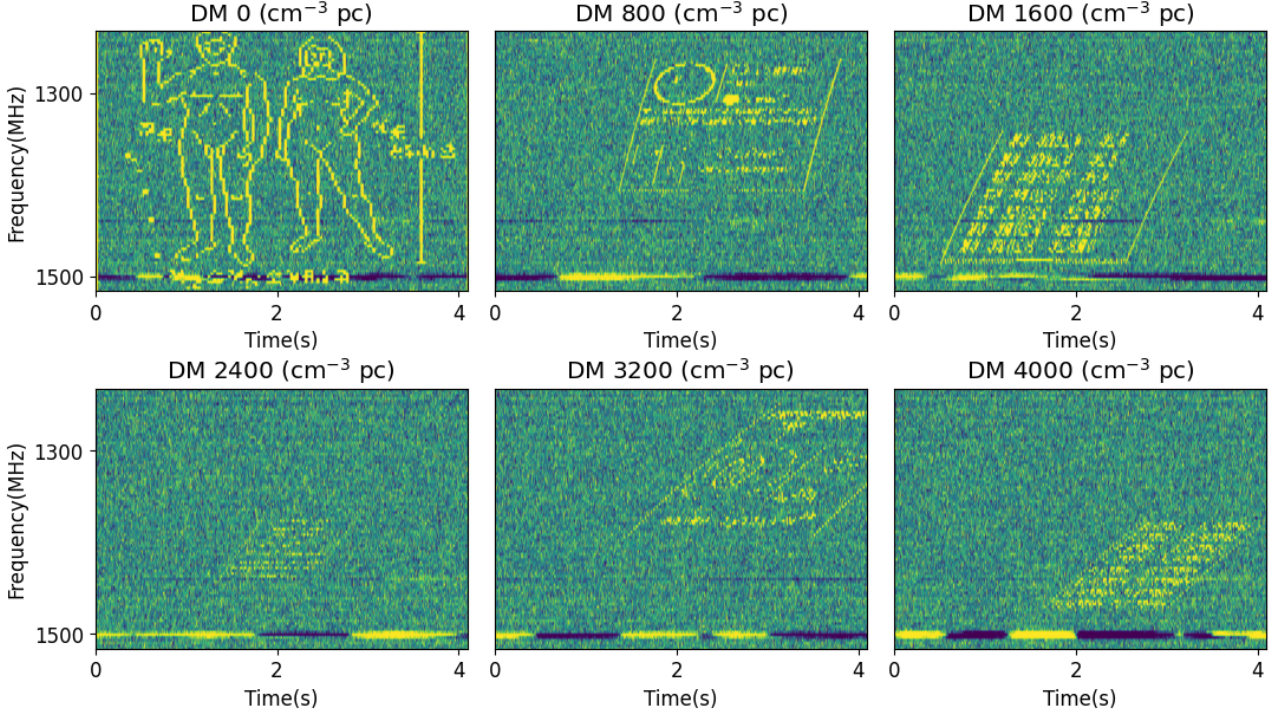 DM 0 (cm⁻³ pc)
DM 800 (cm⁻³ pc)
DM 1600 (cm⁻³ pc)
Frequency(MHz)
1300
1500
0 2 4
0 2 4
0 2 4
Time(s)
Time(s)
Time(s)
DM 2400 (cm⁻³ pc)
DM 3200 (cm⁻³ pc)
DM 4000 (cm⁻³ pc)
Frequency(MHz)
1300
1500
0 2 4
0 2 4
0 2 4
Time(s)
Time(s)
Time(s)